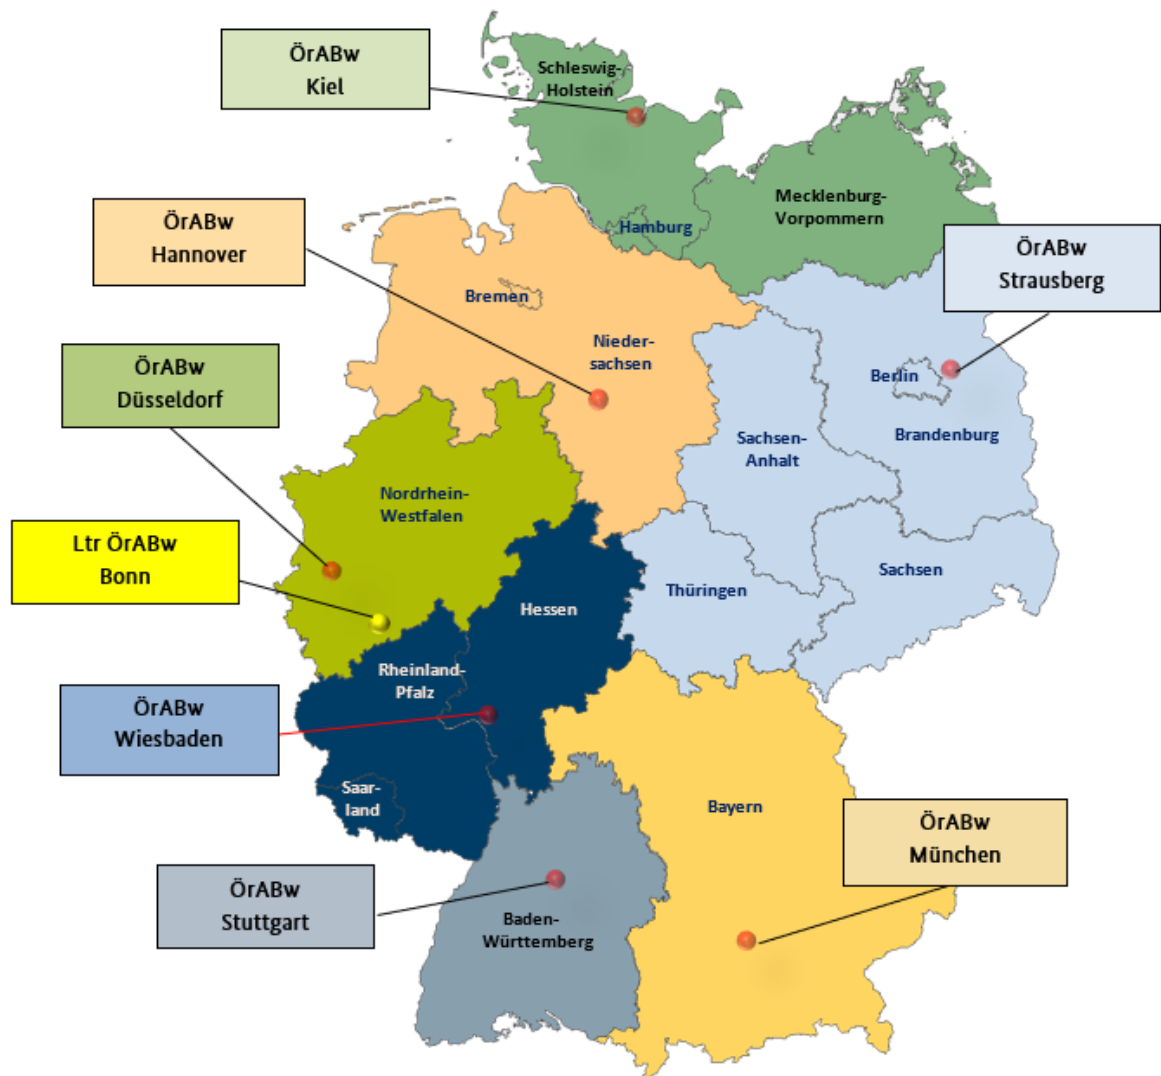 ÖrABw
Kiel
Schleswig-
Holstein
Mecklenburg-
Vorpommern
Hamburg
ÖrABw
Hannover
ÖrABw
Strausberg
Bremen
Nieder-
sachsen
ÖrABw
Düsseldorf
Berlin
Brandenburg
Sachsen-
Anhalt
Nordrhein-
Westfalen
Ltr ÖrABw
Bonn
Hessen
Thüringen
Sachsen
Rheinland-
Pfalz
ÖrABw
Wiesbaden
Saar-
land
Bayern
ÖrABw
München
ÖrABw
Stuttgart
Baden-
Württemberg